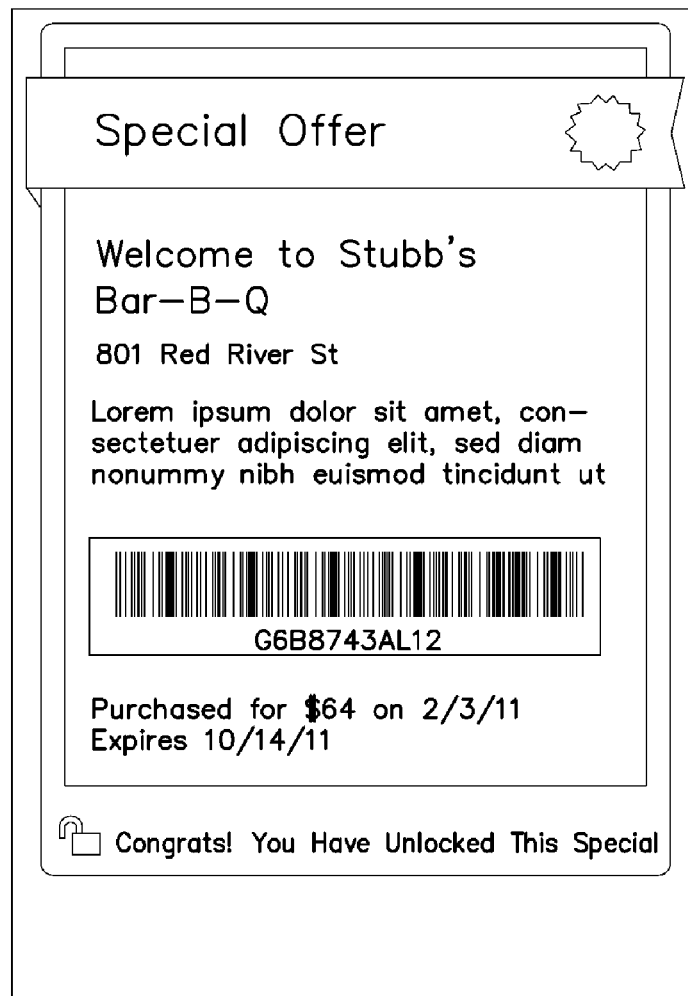 Special Offer
Welcome to Stubb's
Bar-B-Q
801 Red River St
Lorem ipsum dolor sit amet, con-
sectetuer adipiscing elit, sed diam
nonummy nibh euismod tincidunt ut
G6B8743AL12
Purchased for $64 on 2/3/11
Expires 10/14/11
Congrats! You Have Unlocked This Special